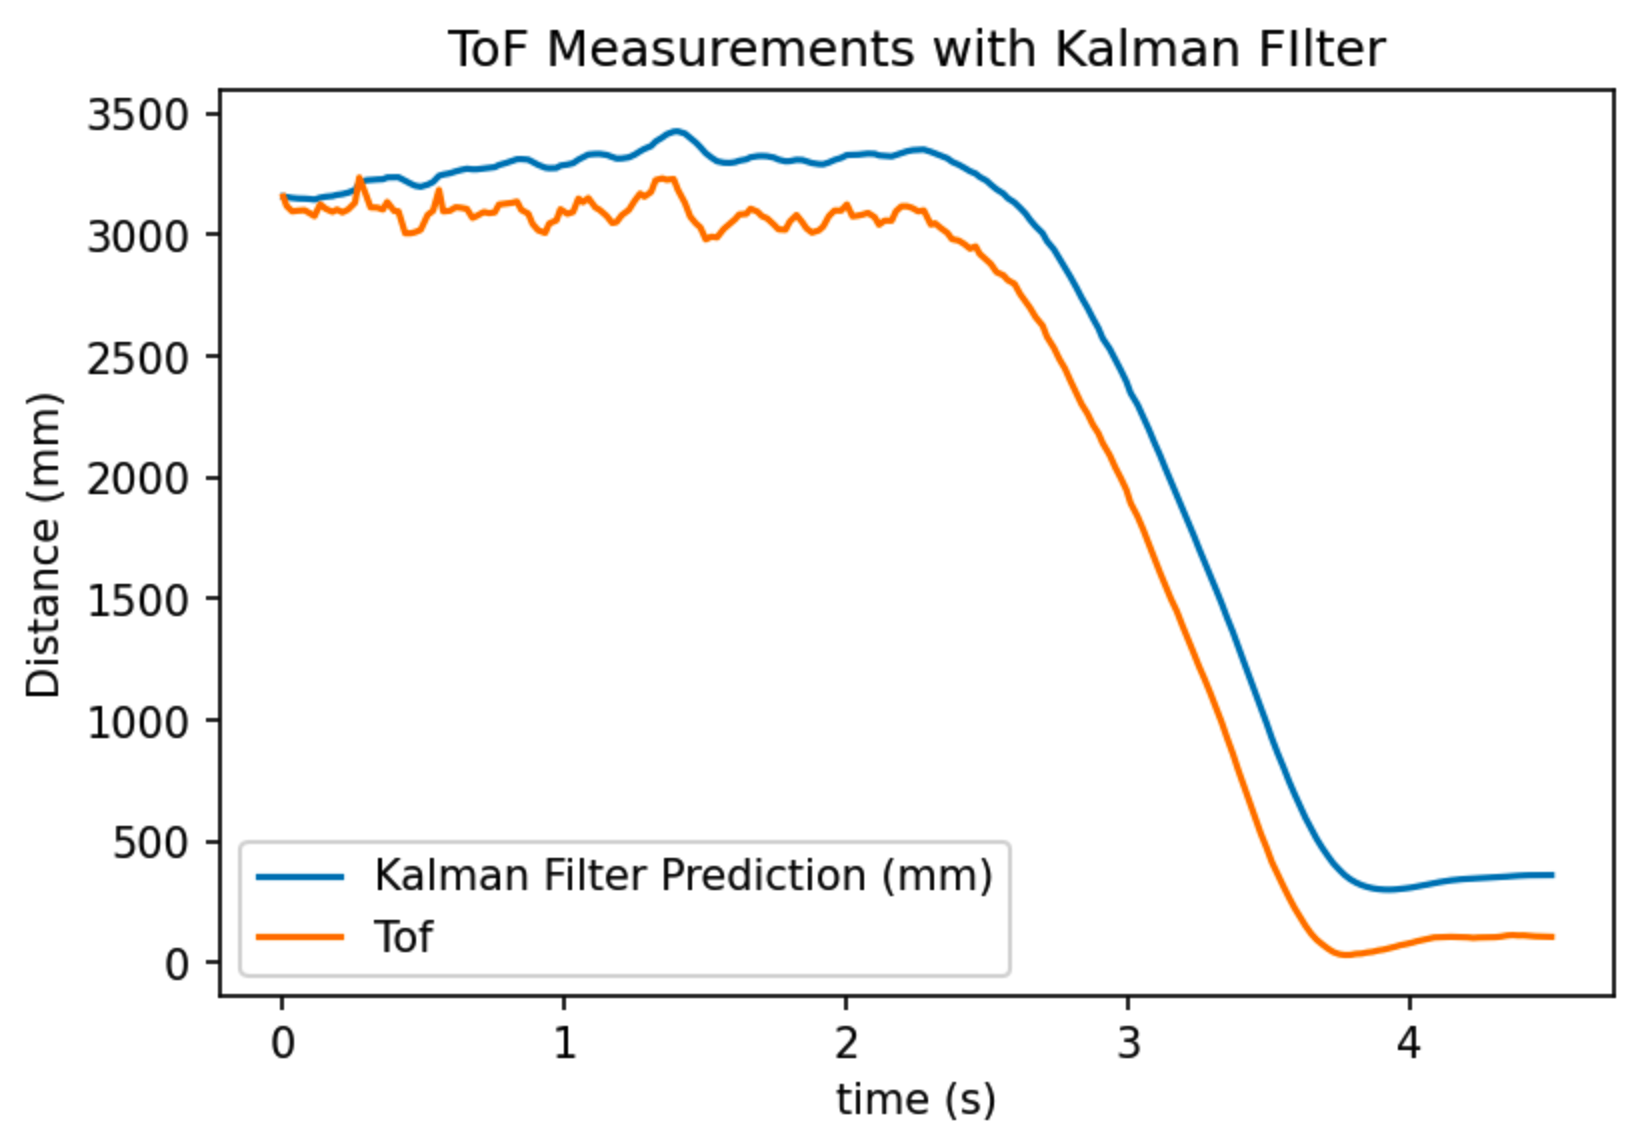 ToF Measurements with Kalman FIlter
3500
3000
2500
2000
1500
1000
500
0
Distance (mm)
Kalman Filter Prediction (mm)
Tof
0 1 2 3 4
time (s)